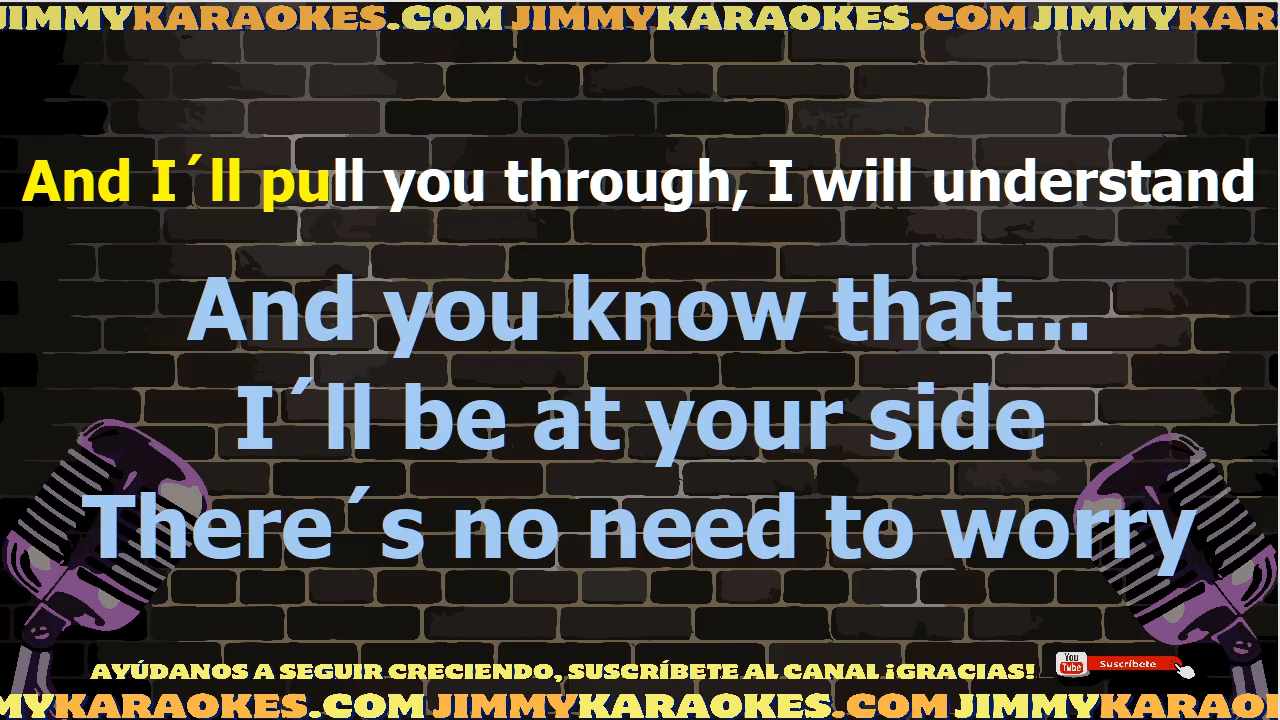 JIMMYKARAOKES.COM JIMMYKARAOKES.COM JIMMYKAR
And I´ll pull you through, I will understand
And you know that...
I´ll be at your side
There´s no need to worry
AYÚDANOS A SEGUIR CRECIENDO, SUSCRÍBETE AL CANAL ¡GRACIAS!
You Tube Suscríbete
MYKARAOKES.COM JIMMYKARAOKES.COM JIMMYKARAO